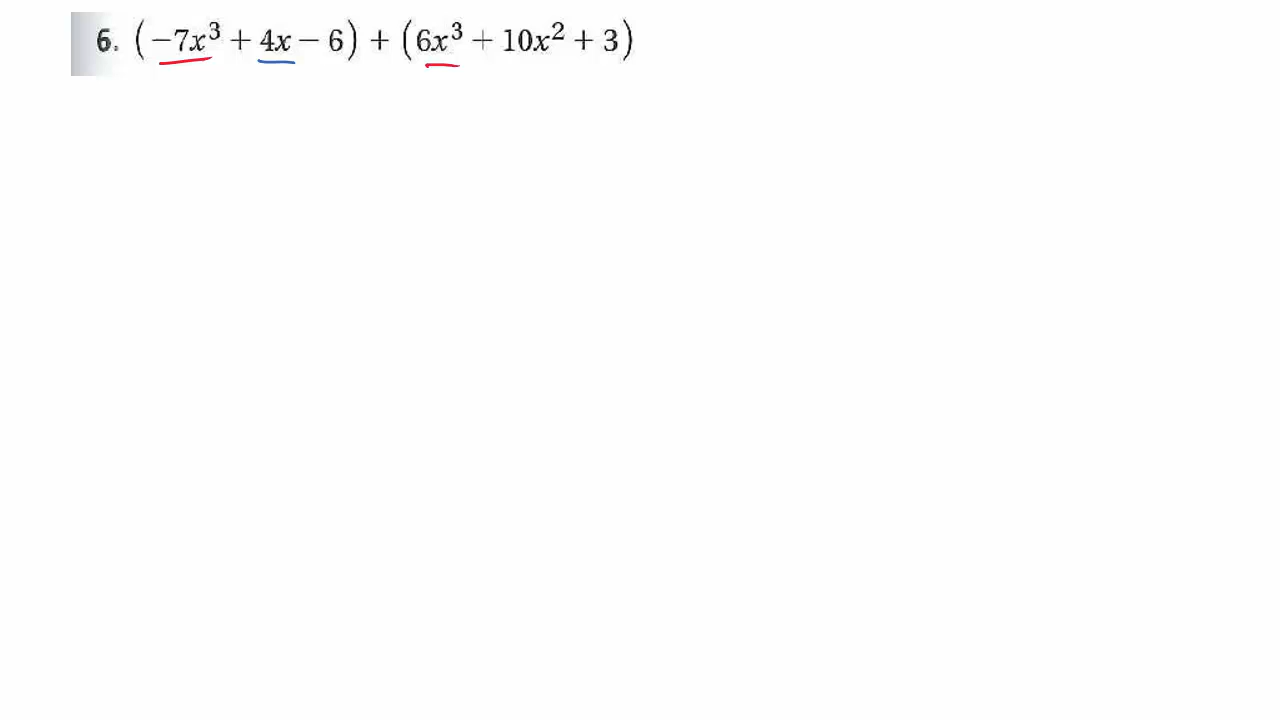 6. (−7x³ + 4x − 6) + (6x³ + 10x² + 3)